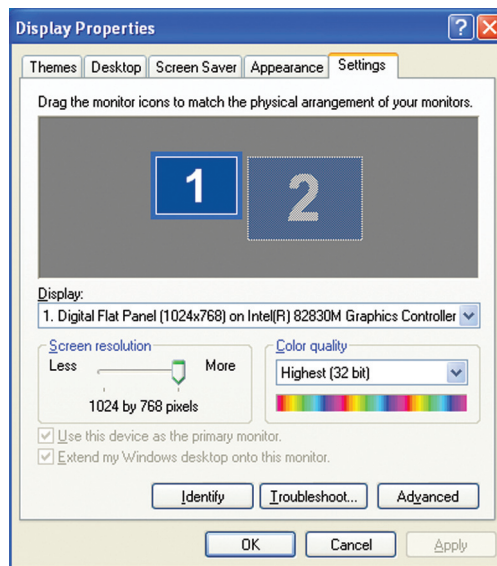 Display Properties
Themes Desktop Screen Saver Appearance Settings
Drag the monitor icons to match the physical arrangement of your monitors.
1 2
Display:
1. Digital Flat Panel (1024x768) on Intel(R) 82830M Graphics Controller
Screen resolution
Less More
1024 by 768 pixels
Color quality
Highest (32 bit)
Use this device as the primary monitor.
Extend my Windows desktop onto this monitor.
Identify Troubleshoot... Advanced
OK Cancel Apply